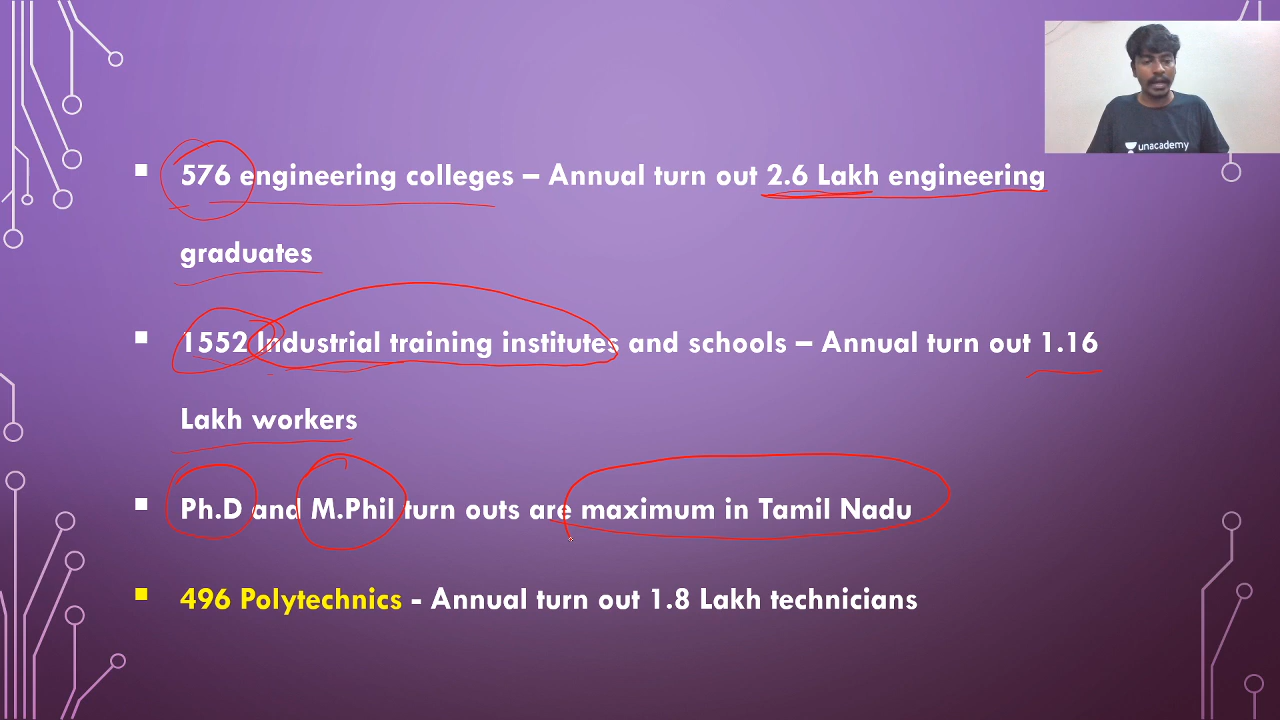 unacademy
▪ 576 engineering colleges – Annual turn out 2.6 Lakh engineering
graduates
▪ 1552 Industrial training institutes and schools – Annual turn out 1.16
Lakh workers
▪ Ph.D and M.Phil turn outs are maximum in Tamil Nadu
▪ 496 Polytechnics - Annual turn out 1.8 Lakh technicians